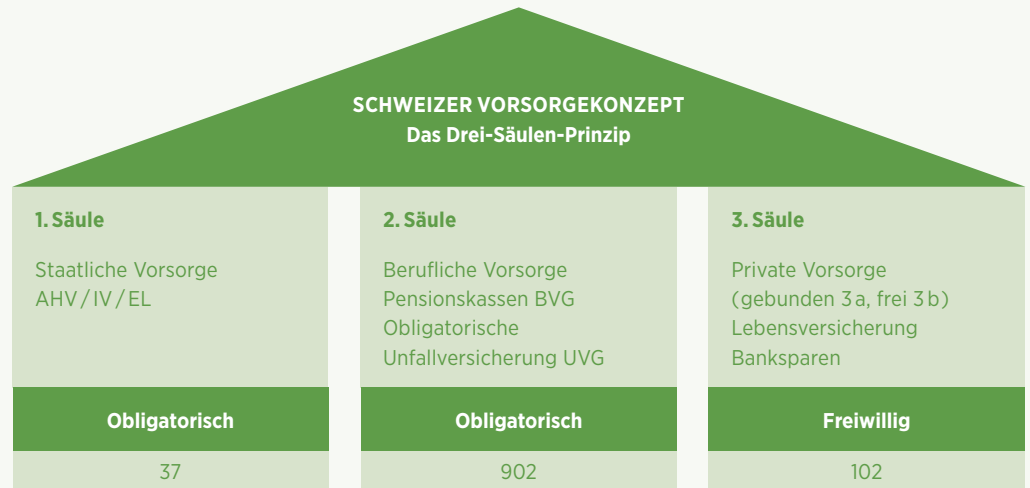 SCHWEIZER VORSORGEKONZEPT
Das Drei-Säulen-Prinzip
1. Säule
Staatliche Vorsorge
AHV / IV / EL
Obligatorisch
37
2. Säule
Berufliche Vorsorge
Pensionskassen BVG
Obligatorische
Unfallversicherung UVG
Obligatorisch
902
3. Säule
Private Vorsorge
(gebunden 3 a, frei 3 b)
Lebensversicherung
Banksparen
Freiwillig
102